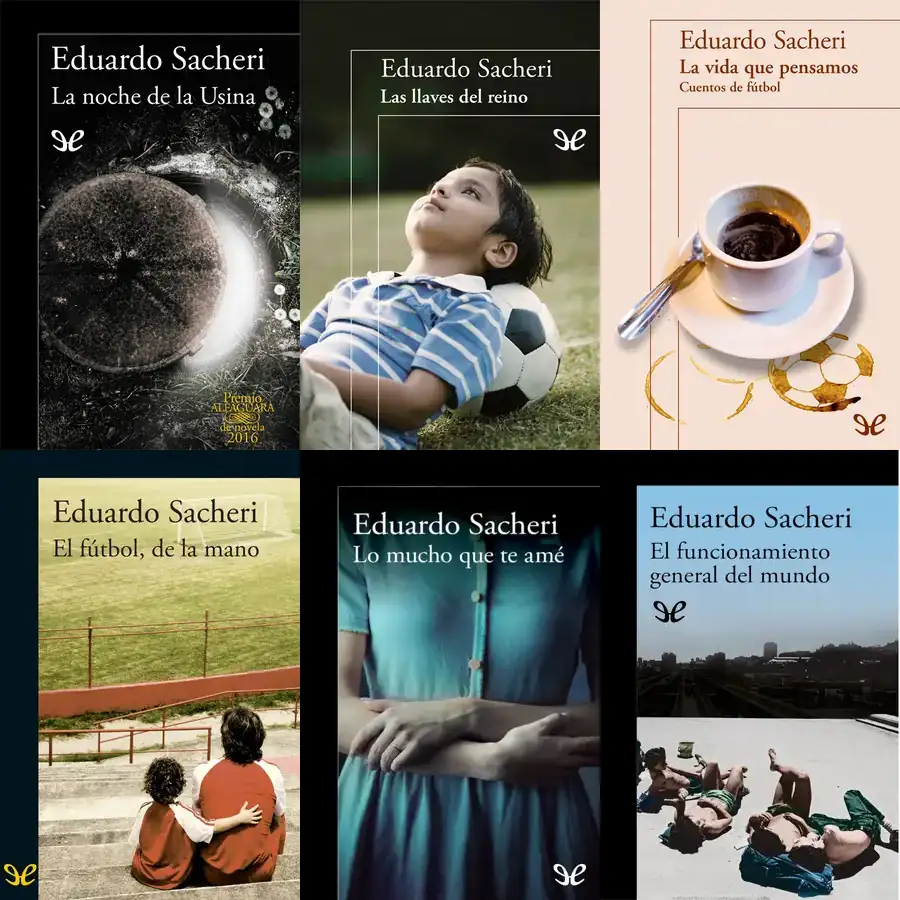 Eduardo Sacheri
La noche de la Usina
Premio
ALFAGUARA
de novela
2016
Eduardo Sacheri
Las llaves del reino
Eduardo Sacheri
La vida que pensamos
Cuentos de fútbol
Eduardo Sacheri
El fútbol, de la mano
Eduardo Sacheri
Lo mucho que te amé
Eduardo Sacheri
El funcionamiento
general del mundo